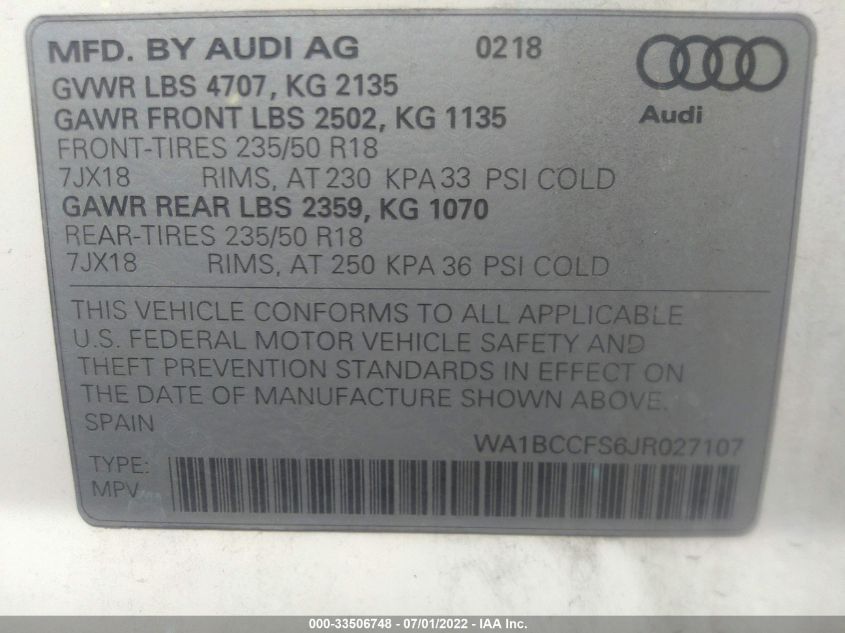 MFD. BY AUDI AG 0218
GVWR LBS 4707, KG 2135
GAWR FRONT LBS 2502, KG 1135
Audi
FRONT-TIRES 235/50 R18
7JX18 RIMS, AT 230 KPA 33 PSI COLD
GAWR REAR LBS 2359, KG 1070
REAR-TIRES 235/50 R18
7JX18 RIMS, AT 250 KPA 36 PSI COLD
THIS VEHICLE CONFORMS TO ALL APPLICABLE
U.S. FEDERAL MOTOR VEHICLE SAFETY AND
THEFT PREVENTION STANDARDS IN EFFECT ON
THE DATE OF MANUFACTURE SHOWN ABOVE.
SPAIN
WA1BCCFS6JR027107
TYPE:
MPV
000-33506748 - 07/01/2022 - IAA Inc.